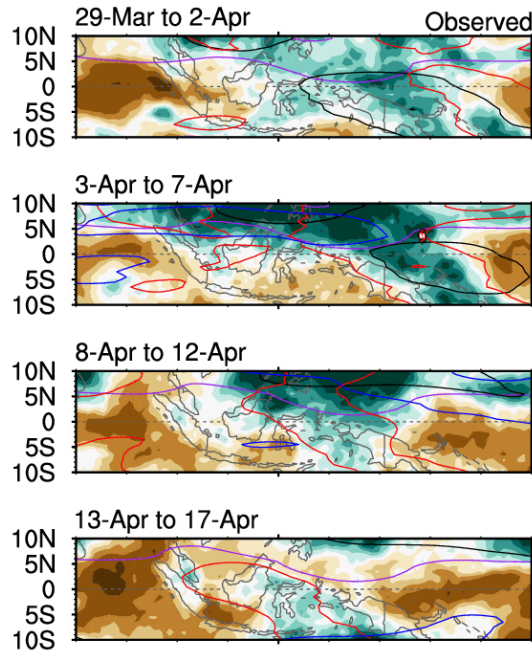 29-Mar to 2-Apr Observed
10N
5N
0
5S
10S
3-Apr to 7-Apr
10N
5N
0
5S
10S
8-Apr to 12-Apr
10N
5N
0
5S
10S
13-Apr to 17-Apr
10N
5N
0
5S
10S